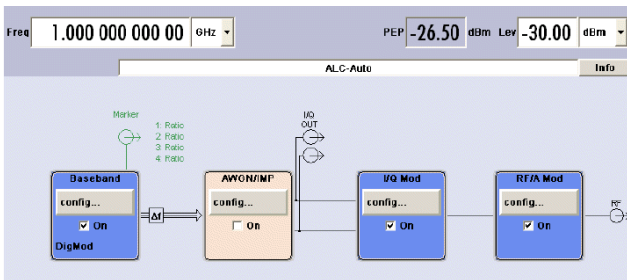 Freq 1.000 000 000 00 GHz PEP -26.50 dBm Lev -30.00 dBm
ALC-Auto Info
Marker
1: Ratio
2: Ratio
3: Ratio
4: Ratio
I/Q
OUT
Baseband AWGN/IMP I/Q Mod RF/A Mod
config... config... config... config...
RF
Δf
On On On On
DigMod